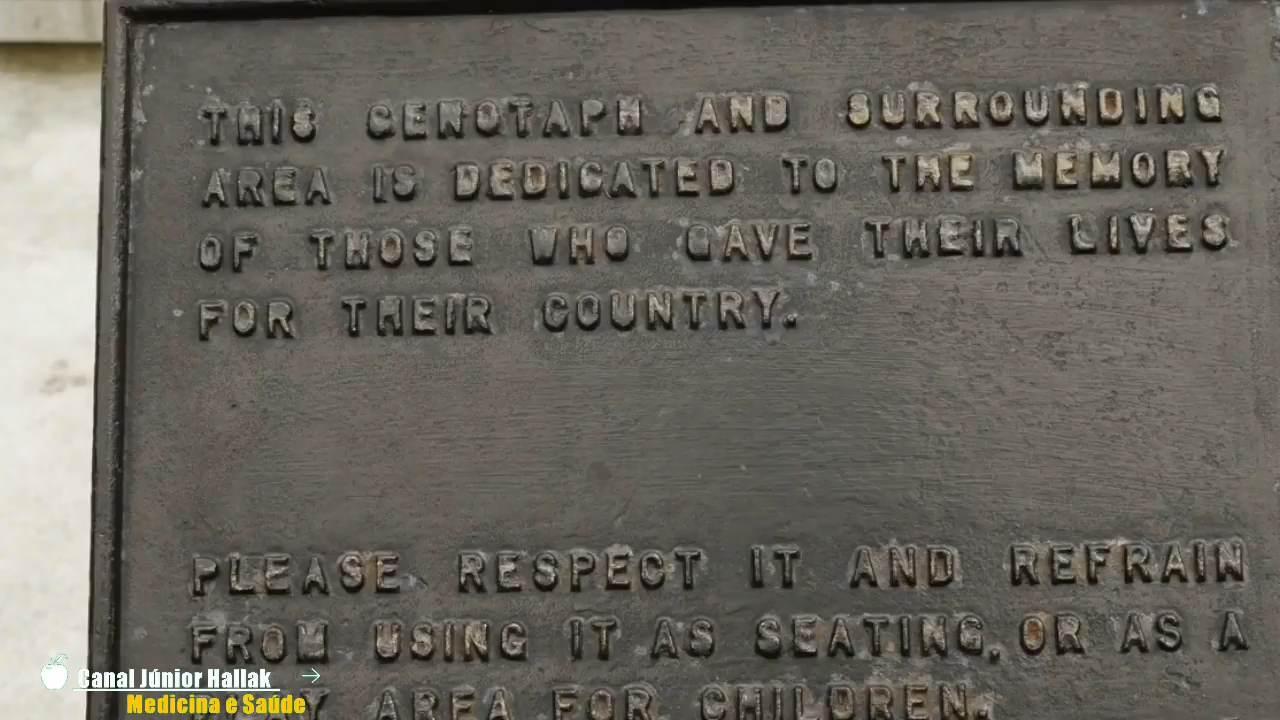 THIS CENOTAPH AND SURROUNDING
AREA IS DEDICATED TO THE MEMORY
OF THOSE WHO GAVE THEIR LIVES
FOR THEIR COUNTRY.
PLEASE RESPECT IT AND REFRAIN
FROM USING IT AS SEATING, OR AS A
PLAY AREA FOR CHILDREN.
Canal Júnior Hallak
Medicina e Saúde